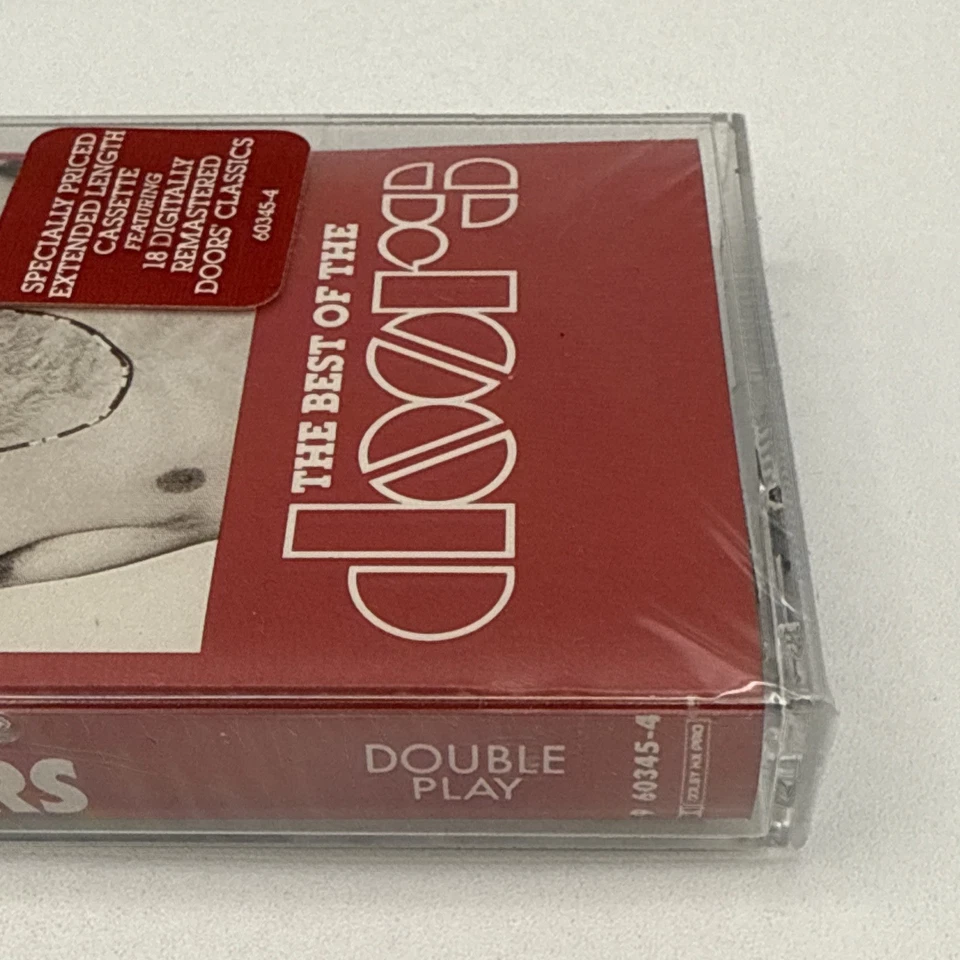 SPECIALLY PRICED
EXTENDED LENGTH
CASSETTE
FEATURING
18 DIGITALLY
REMASTERED
DOORS' CLASSICS
60345-4
THE BEST OF THE
DOORS
RS
DOUBLE
PLAY
9 60345-4